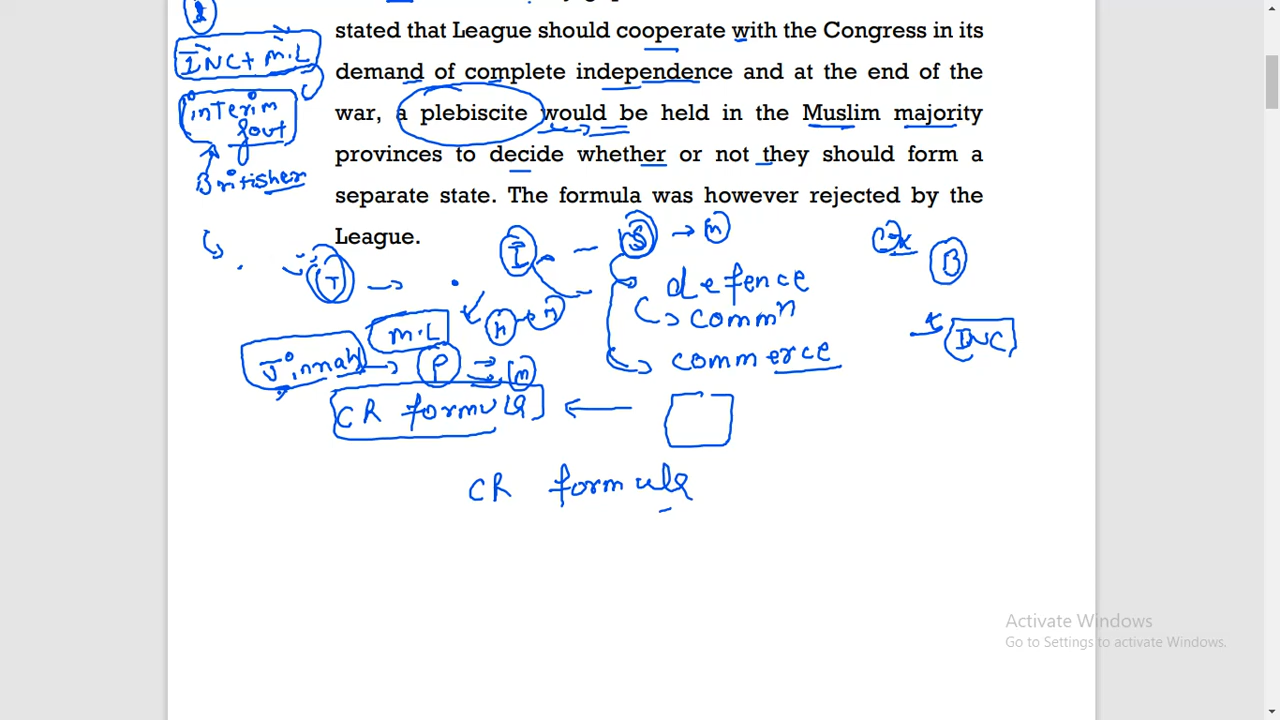 1
INC+ M.L
interim
govt
Britisher
stated that League should cooperate with the Congress in its
demand of complete independence and at the end of the
war, a plebiscite would be held in the Muslim majority
provinces to decide whether or not they should form a
separate state. The formula was however rejected by the
League.
I — S → m
defence
commn
commerce
T →
M.L
H → m
Jinnah → P → m
CR formula ←
CR formula
B
INC
Activate Windows
Go to Settings to activate Windows.